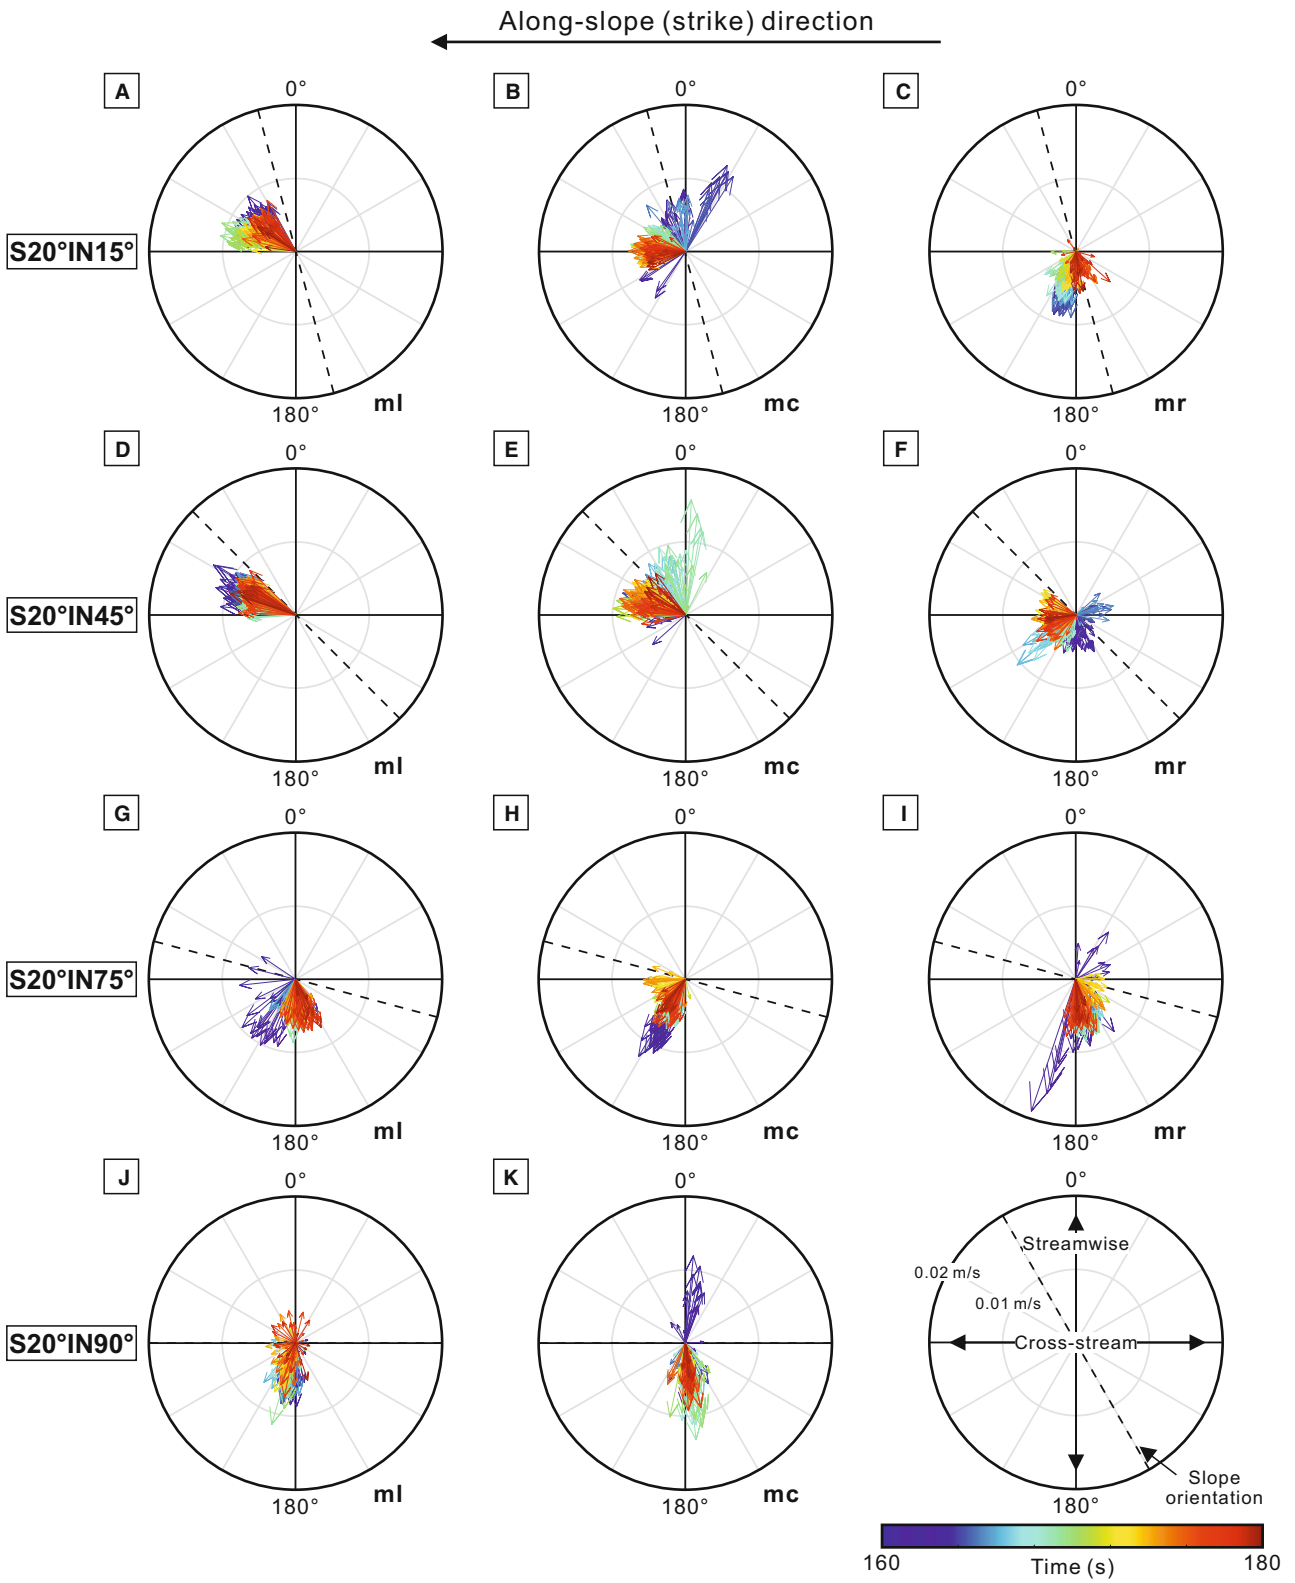 Along-slope (strike) direction
A
B
C
0°
0°
0°
S20°IN15°
ml
mc
mr
180°
180°
180°
D
E
F
0°
0°
0°
S20°IN45°
ml
mc
mr
180°
180°
180°
G
H
I
0°
0°
0°
S20°IN75°
ml
mc
mr
180°
180°
180°
J
K
0°
0°
0°
Streamwise
0.02 m/s
0.01 m/s
S20°IN90°
Cross-stream
ml
mc
180°
180°
180°
Slope
orientation
160
Time (s)
180